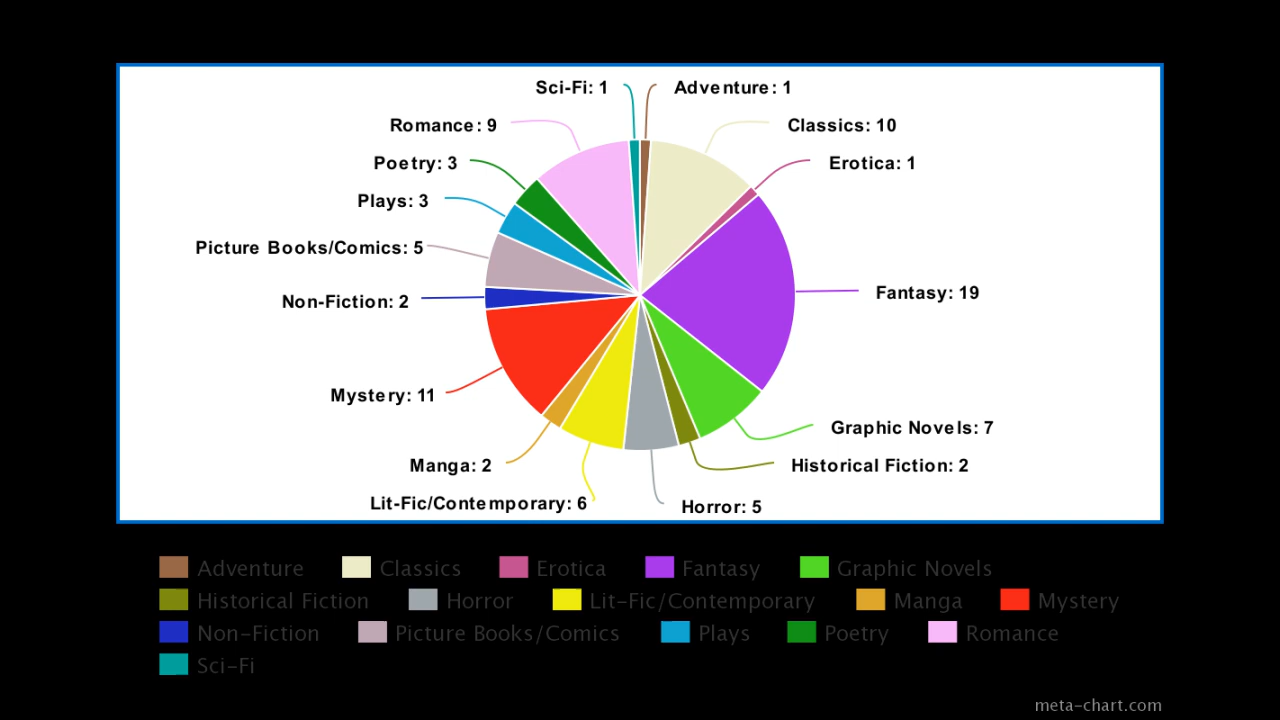 Sci-Fi: 1
Adventure: 1
Romance: 9
Classics: 10
Poetry: 3
Erotica: 1
Plays: 3
Picture Books/Comics: 5
Non-Fiction: 2
Fantasy: 19
Mystery: 11
Graphic Novels: 7
Manga: 2
Historical Fiction: 2
Lit-Fic/Contemporary: 6
Horror: 5
Adventure Classics Erotica Fantasy Graphic Novels
Historical Fiction Horror Lit-Fic/Contemporary Manga Mystery
Non-Fiction Picture Books/Comics Plays Poetry Romance
Sci-Fi
meta-chart.com